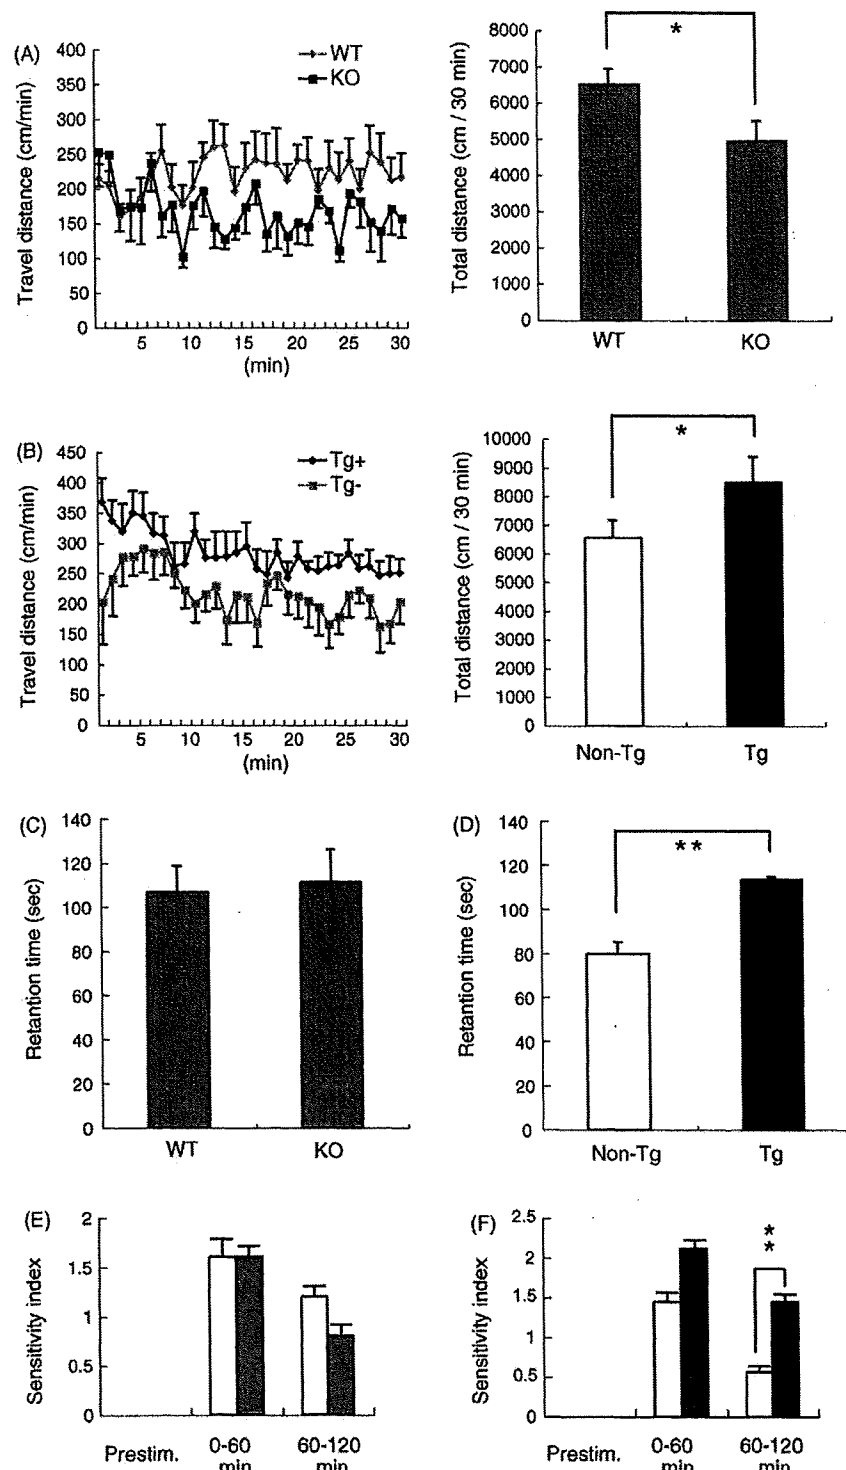 (A)
Travel distance (cm/min)
400
350
300
250
200
150
100
50
0
5 10 15 20 25 30
(min)
WT
KO
Total distance (cm / 30 min)
8000
7000
6000
5000
4000
3000
2000
1000
0
*
WT KO
(B)
Travel distance (cm/min)
450
400
350
300
250
200
150
100
50
0
5 10 15 20 25 30
(min)
Tg+
Tg-
Total distance (cm / 30 min)
10000
9000
8000
7000
6000
5000
4000
3000
2000
1000
0
*
Non-Tg Tg
(C)
Retantion time (sec)
140
120
100
80
60
40
20
0
WT KO
(D)
Retantion time (sec)
140
120
100
80
60
40
20
0
**
Non-Tg Tg
(E)
Sensitivity index
2
1.5
1
0.5
0
Prestim. 0-60 60-120
min min
(F)
Sensitivity index
2.5
2
1.5
1
0.5
0
*
*
Prestim. 0-60 60-120
min min